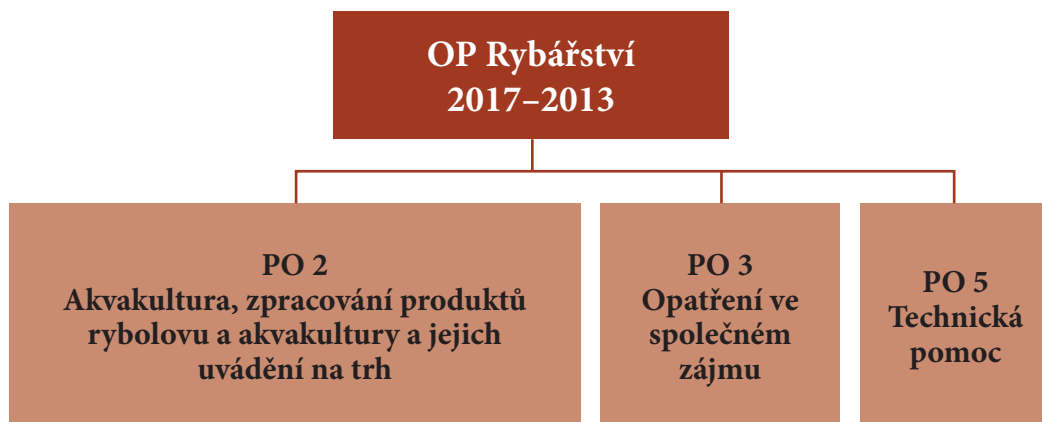 OP Rybářství
2017–2013
PO 2
Akvakultura, zpracování produktů
rybolovu a akvakultury a jejich
uvádění na trh
PO 3
Opatření ve
společném
zájmu
PO 5
Technická
pomoc